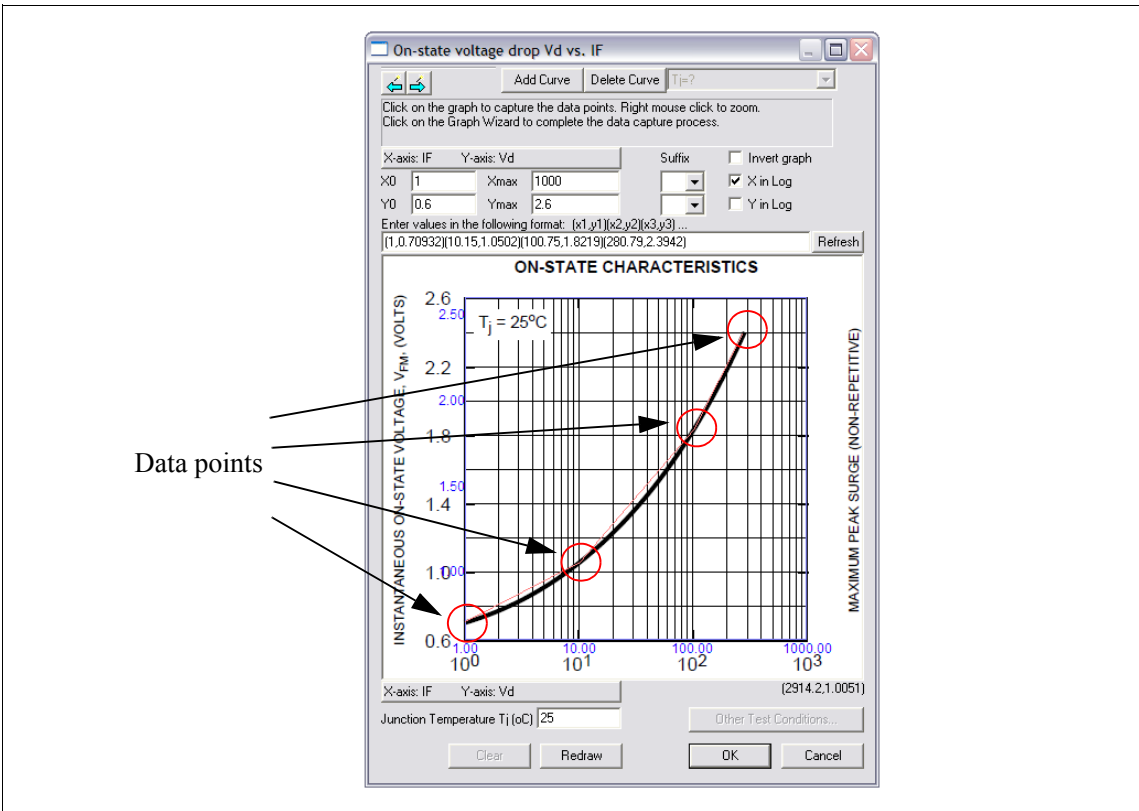 On-state voltage drop Vd vs. IF
Add Curve Delete Curve Tj=?
Click on the graph to capture the data points. Right mouse click to zoom.
Click on the Graph Wizard to complete the data capture process.
X-axis: IF Y-axis: Vd Suffix Invert graph
X0 1 Xmax 1000 X in Log
Y0 0.6 Ymax 2.6 Y in Log
Enter values in the following format: (x1,y1)(x2,y2)(x3,y3) ...
(1,0.70932)(10.15,1.0502)(100.75,1.8219)(280.79,2.3942) Refresh
ON-STATE CHARACTERISTICS
INSTANTANEOUS ON-STATE VOLTAGE, VFM, (VOLTS)
2.6
2.50
Tj = 25ºC
2.2
2.00
1.8
1.50
1.4
1.0
1.00
0.6
1.00 10.00 100.00 1000.00
10⁰ 10¹ 10² 10³
MAXIMUM PEAK SURGE (NON-REPETITIVE)
Data points
X-axis: IF Y-axis: Vd (2914.2,1.0051)
Junction Temperature Tj (oC) 25 Other Test Conditions...
Clear Redraw OK Cancel